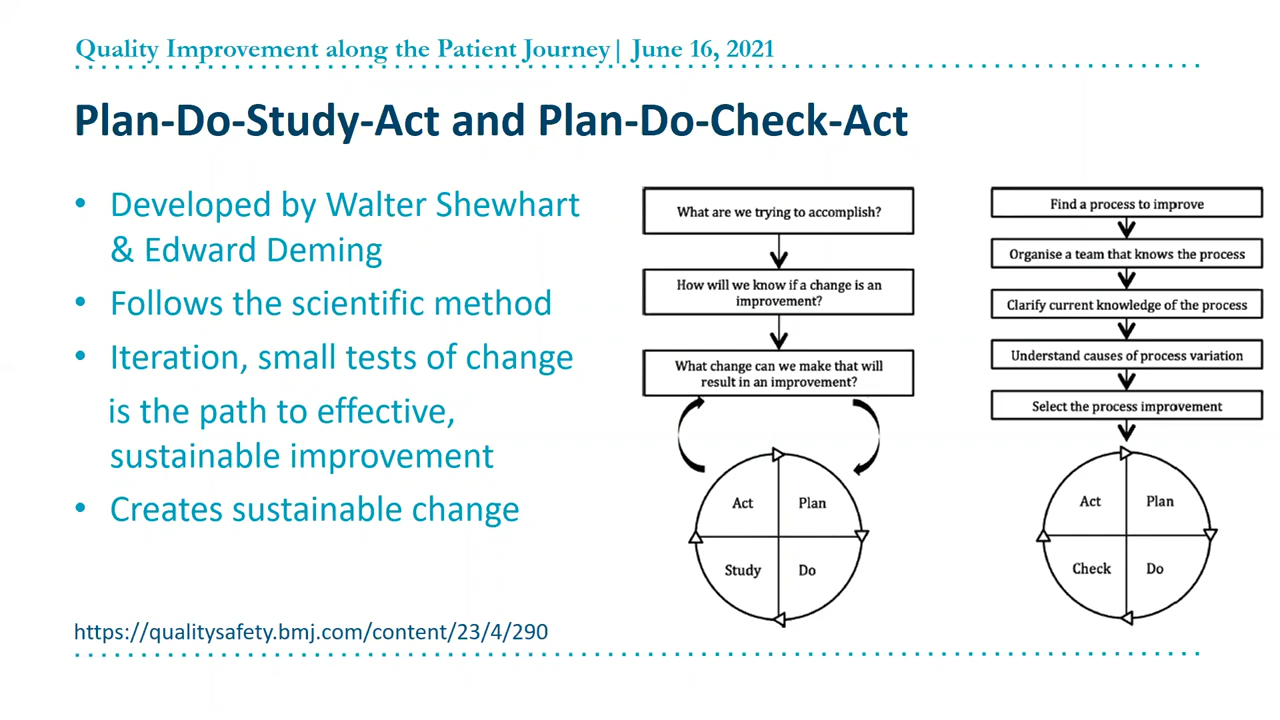 Quality Improvement along the Patient Journey| June 16, 2021
Plan-Do-Study-Act and Plan-Do-Check-Act
• Developed by Walter Shewhart
& Edward Deming
• Follows the scientific method
• Iteration, small tests of change
is the path to effective,
sustainable improvement
• Creates sustainable change
https://qualitysafety.bmj.com/content/23/4/290
What are we trying to accomplish?
How will we know if a change is an
improvement?
What change can we make that will
result in an improvement?
Act
Plan
Study
Do
Find a process to improve
Organise a team that knows the process
Clarify current knowledge of the process
Understand causes of process variation
Select the process improvement
Act
Plan
Check
Do